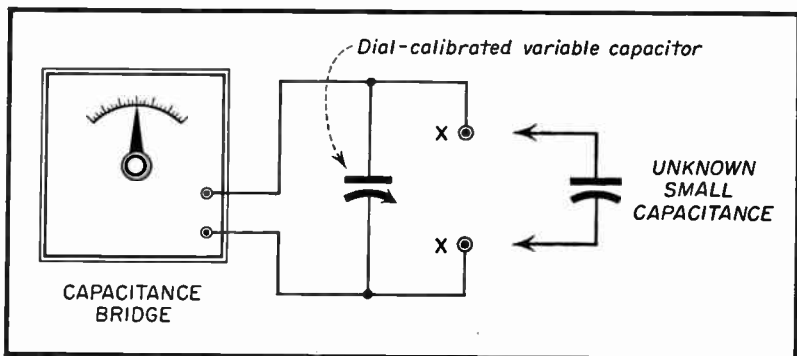 Dial-calibrated variable capacitor
X
X
UNKNOWN
SMALL
CAPACITANCE
CAPACITANCE
BRIDGE